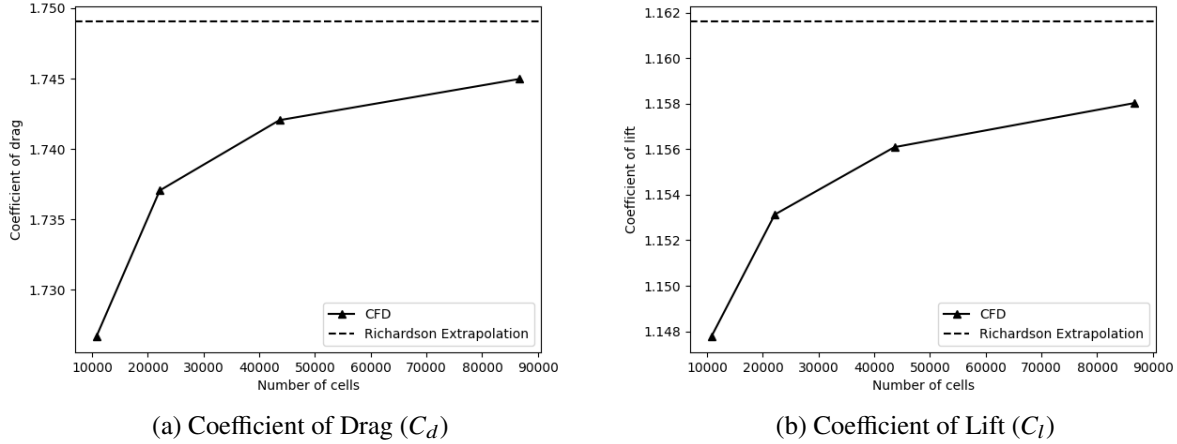 1.750
1.745
1.740
1.735
1.730
Coefficient of drag
CFD
Richardson Extrapolation
10000 20000 30000 40000 50000 60000 70000 80000 90000
Number of cells
(a) Coefficient of Drag (C_d)
1.162
1.160
1.158
1.156
1.154
1.152
1.150
1.148
Coefficient of lift
CFD
Richardson Extrapolation
10000 20000 30000 40000 50000 60000 70000 80000 90000
Number of cells
(b) Coefficient of Lift (C_l)